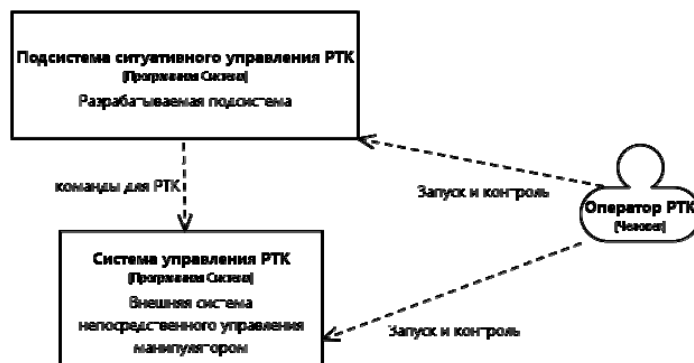 Подсистема ситуативного управления РТК
[Программная Система]
Разрабатываемая подсистема
команды для РТК
Запуск и контроль
Оператор РТК
[Человек]
Система управления РТК
[Программная Система]
Внешняя система
непосредственного управления
манипулятором
Запуск и контроль